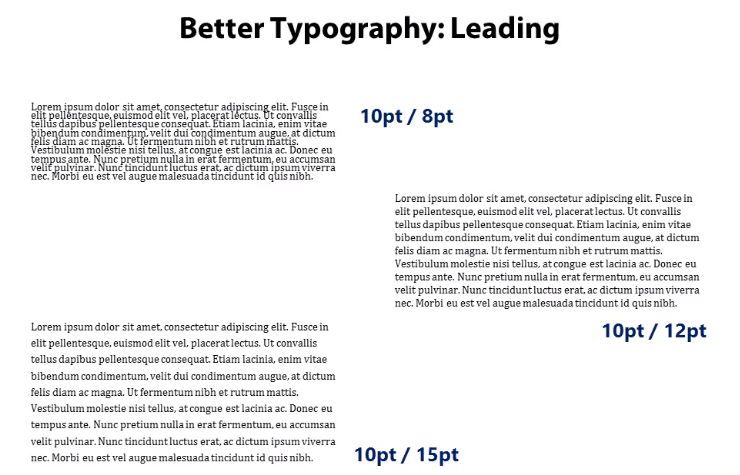 Better Typography: Leading
Lorem ipsum dolor sit amet, consectetur adipiscing elit. Fusce in
elit pellentesque, euismod elit vel, placerat lectus. Ut convallis
tellus dapibus pellentesque consequat. Etiam lacinia, enim vitae
bibendum condimentum, velit dui condimentum augue, at dictum
felis diam ac magna. Ut fermentum nibh et rutrum mattis.
Vestibulum molestie nisi tellus, at congue est lacinia ac. Donec eu
tempus ante. Nunc pretium nulla in erat fermentum, eu accumsan
velit pulvinar. Nunc tincidunt luctus erat, ac dictum ipsum viverra
nec. Morbi eu est vel augue malesuada tincidunt id quis nibh.
10pt / 8pt
Lorem ipsum dolor sit amet, consectetur adipiscing elit. Fusce in
elit pellentesque, euismod elit vel, placerat lectus. Ut convallis
tellus dapibus pellentesque consequat. Etiam lacinia, enim vitae
bibendum condimentum, velit dui condimentum augue, at dictum
felis diam ac magna. Ut fermentum nibh et rutrum mattis.
Vestibulum molestie nisi tellus, at congue est lacinia ac. Donec eu
tempus ante. Nunc pretium nulla in erat fermentum, eu accumsan
velit pulvinar. Nunc tincidunt luctus erat, ac dictum ipsum viverra
nec. Morbi eu est vel augue malesuada tincidunt id quis nibh.
10pt / 12pt
Lorem ipsum dolor sit amet, consectetur adipiscing elit. Fusce in
elit pellentesque, euismod elit vel, placerat lectus. Ut convallis
tellus dapibus pellentesque consequat. Etiam lacinia, enim vitae
bibendum condimentum, velit dui condimentum augue, at dictum
felis diam ac magna. Ut fermentum nibh et rutrum mattis.
Vestibulum molestie nisi tellus, at congue est lacinia ac. Donec eu
tempus ante. Nunc pretium nulla in erat fermentum, eu accumsan
velit pulvinar. Nunc tincidunt luctus erat, ac dictum ipsum viverra
nec. Morbi eu est vel augue malesuada tincidunt id quis nibh.
10pt / 15pt